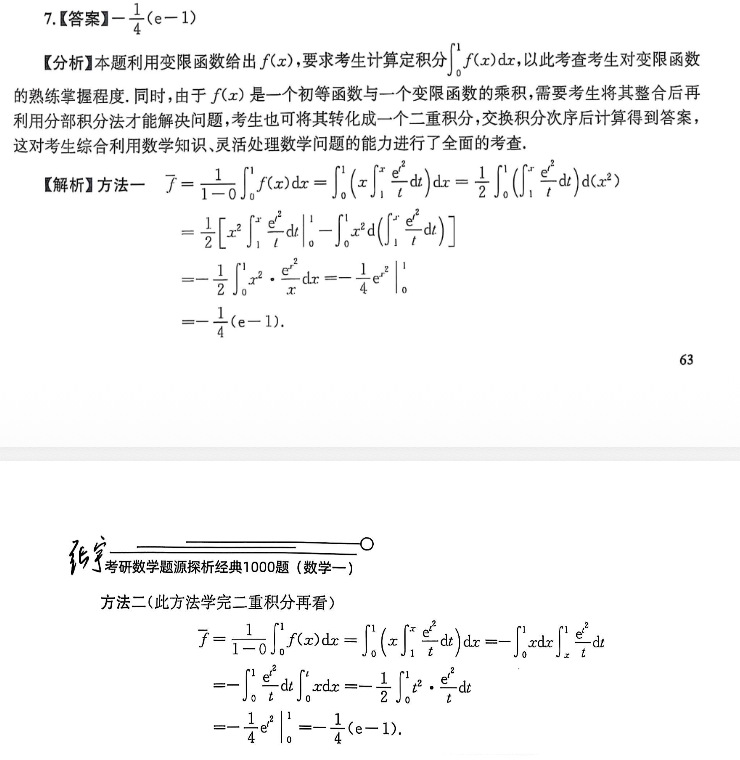 7.【答案】$-\frac{1}{4}(e-1)$
【分析】本题利用变限函数给出 $f(x)$,要求考生计算定积分$\int_0^1 f(x)dx$,以此考查考生对变限函数
的熟练掌握程度.同时,由于 $f(x)$ 是一个初等函数与一个变限函数的乘积,需要考生将其整合后再
利用分部积分法才能解决问题,考生也可将其转化成一个二重积分,交换积分次序后计算得到答案,
这对考生综合利用数学知识、灵活处理数学问题的能力进行了全面的考查.
【解析】方法一 $\overline{f}=\frac{1}{1-0}\int_0^1 f(x)dx=\int_0^1\left(x\int_1^x\frac{e^{t^2}}{t}dt\right)dx=\frac{1}{2}\int_0^1\left(\int_1^x\frac{e^{t^2}}{t}dt\right)d(x^2)$
$=\frac{1}{2}\left[x^2\int_1^x\frac{e^{t^2}}{t}dt\Big|_0^1-\int_0^1 x^2 d\left(\int_1^x\frac{e^{t^2}}{t}dt\right)\right]$
$=-\frac{1}{2}\int_0^1 x^2\cdot\frac{e^{x^2}}{x}dx=-\frac{1}{4}e^{x^2}\Big|_0^1$
$=-\frac{1}{4}(e-1).$
63
张宇考研数学题源探析经典1000题(数学一)
方法二(此方法学完二重积分再看)
$\overline{f}=\frac{1}{1-0}\int_0^1 f(x)dx=\int_0^1\left(x\int_1^x\frac{e^{t^2}}{t}dt\right)dx=-\int_0^1 xdx\int_x^1\frac{e^{t^2}}{t}dt$
$=-\int_0^1\frac{e^{t^2}}{t}dt\int_0^t xdx=-\frac{1}{2}\int_0^1 t^2\cdot\frac{e^{t^2}}{t}dt$
$=-\frac{1}{4}e^{t^2}\Big|_0^1=-\frac{1}{4}(e-1).$